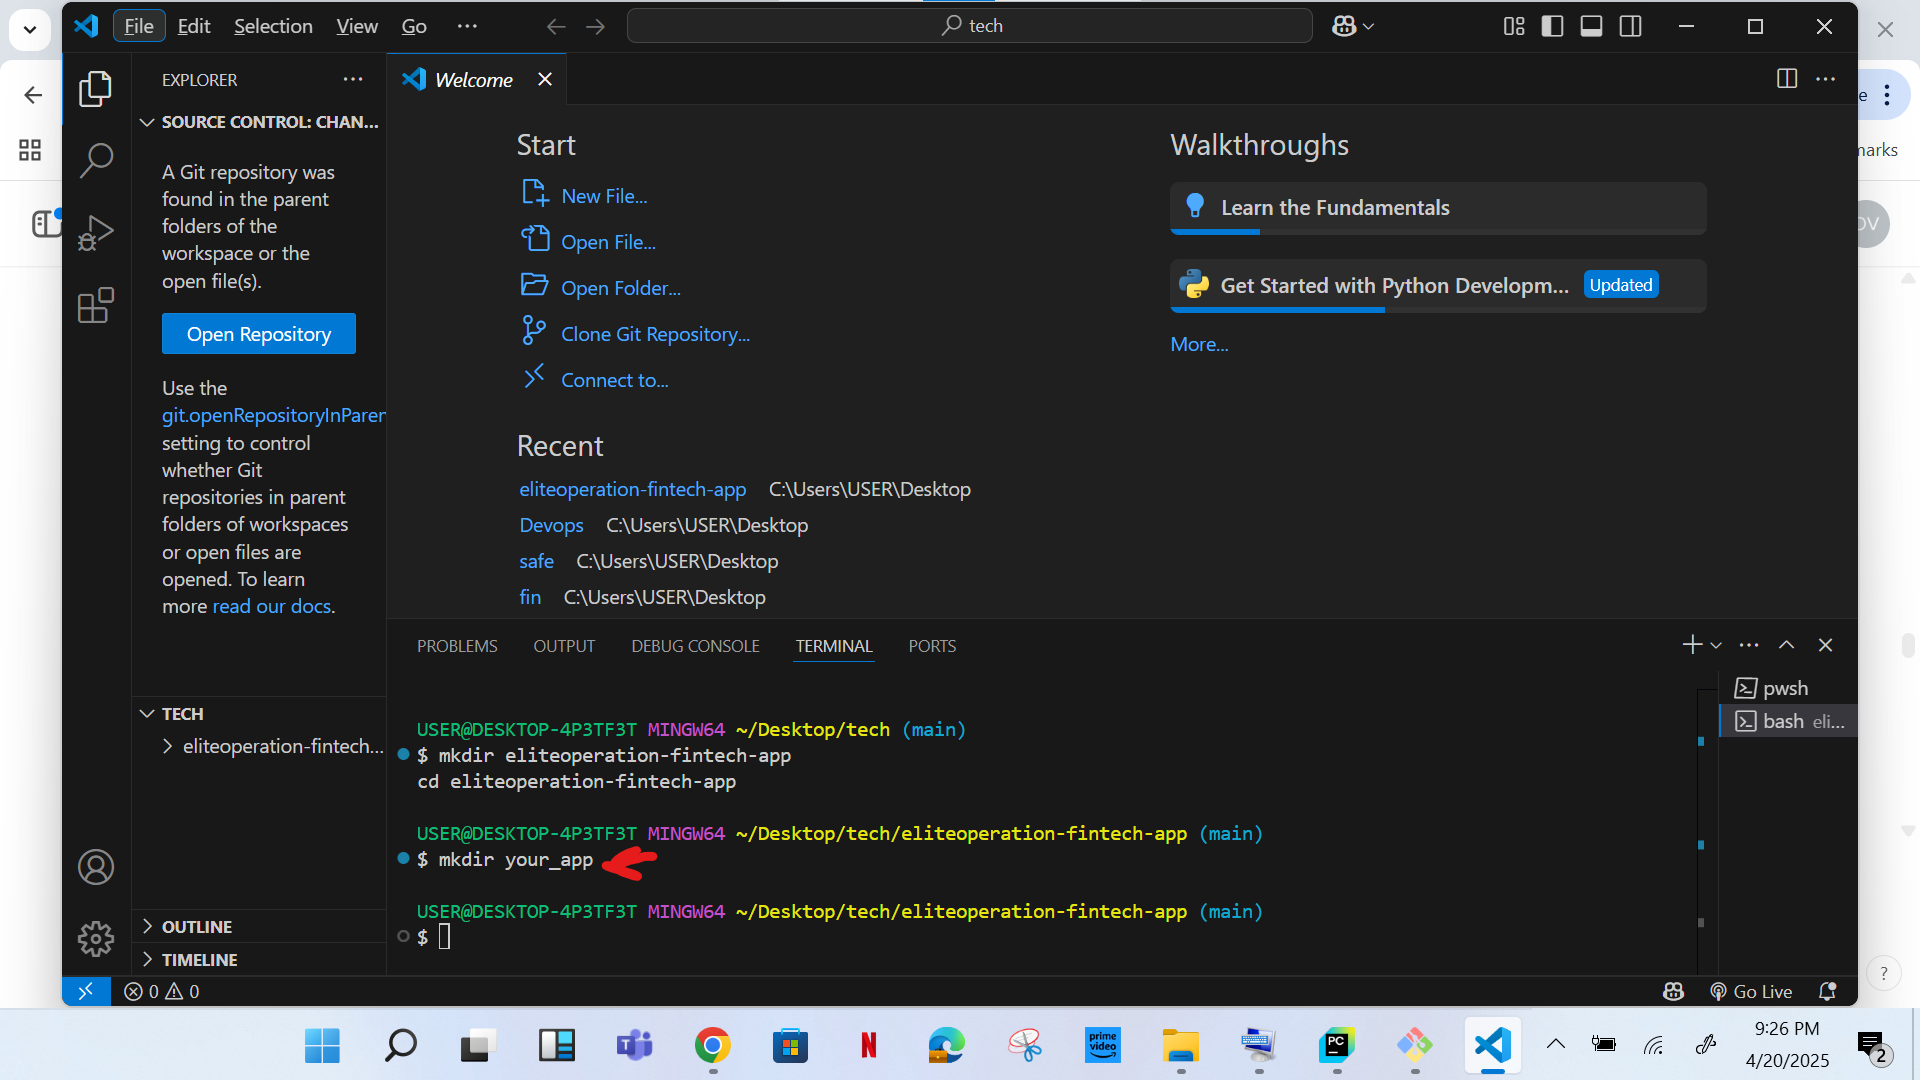 File Edit Selection View Go
tech
EXPLORER
Welcome
SOURCE CONTROL: CHAN...
A Git repository was
found in the parent
folders of the
workspace or the
open file(s).
Open Repository
Use the
git.openRepositoryInParen
setting to control
whether Git
repositories in parent
folders of workspaces
or open files are
opened. To learn
more read our docs.
TECH
eliteoperation-fintech...
OUTLINE
TIMELINE
Start
New File...
Open File...
Open Folder...
Clone Git Repository...
Connect to...
Recent
eliteoperation-fintech-app C:\Users\USER\Desktop
Devops C:\Users\USER\Desktop
safe C:\Users\USER\Desktop
fin C:\Users\USER\Desktop
Walkthroughs
Learn the Fundamentals
Get Started with Python Developm... Updated
More...
PROBLEMS OUTPUT DEBUG CONSOLE TERMINAL PORTS
USER@DESKTOP-4P3TF3T MINGW64 ~/Desktop/tech (main)
$ mkdir eliteoperation-fintech-app
cd eliteoperation-fintech-app
USER@DESKTOP-4P3TF3T MINGW64 ~/Desktop/tech/eliteoperation-fintech-app (main)
$ mkdir your_app
USER@DESKTOP-4P3TF3T MINGW64 ~/Desktop/tech/eliteoperation-fintech-app (main)
$
pwsh
bash eli...
0 0
Go Live
e
marks
OV
?
prime video
PC
N
9:26 PM
4/20/2025
2